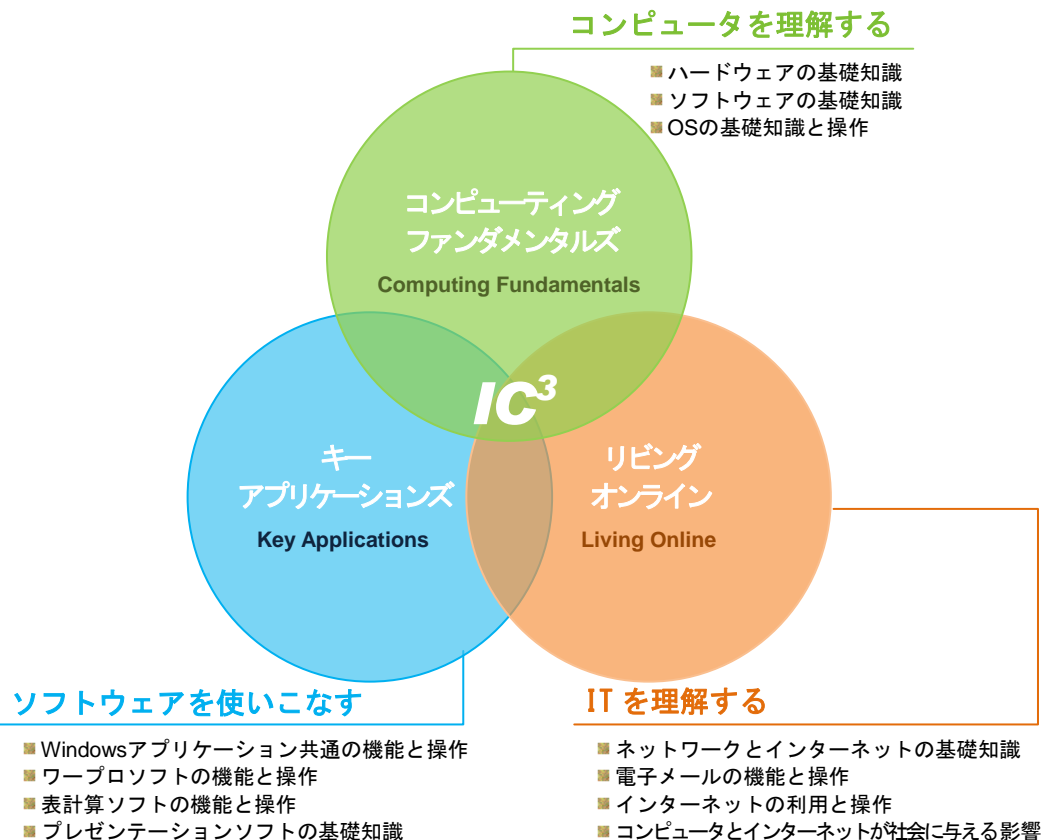 コンピュータを理解する
ハードウェアの基礎知識
ソフトウェアの基礎知識
OSの基礎知識と操作
コンピューティング
ファンダメンタルズ
Computing Fundamentals
IC³
キー
アプリケーションズ
Key Applications
リビング
オンライン
Living Online
ソフトウェアを使いこなす
Windowsアプリケーション共通の機能と操作
ワープロソフトの機能と操作
表計算ソフトの機能と操作
プレゼンテーションソフトの基礎知識
IT を理解する
ネットワークとインターネットの基礎知識
電子メールの機能と操作
インターネットの利用と操作
コンピュータとインターネットが社会に与える影響